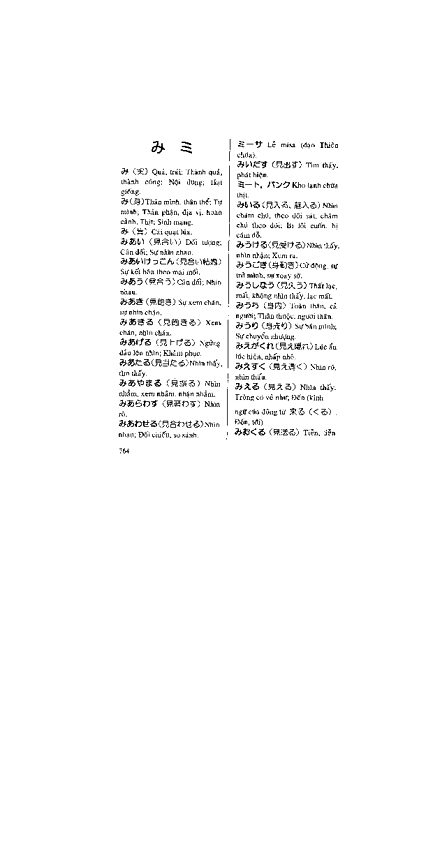 み ミ
み (実) Quả, trái; Thành quả,
thành công; Nội dung; Hạt
giống.
み (身) Thân mình, thân thể; Tự
mình; Thân phận, địa vị, hoàn
cảnh, Thịt; Sinh mạng.
み (箕) Cái quạt lúa.
みあい (見合い) Đối tượng;
Cân đối; Sự nhìn nhau.
みあいけっこん (見合い結婚)
Sự kết hôn theo mai mối.
みあう (見合う) Cân đối; Nhìn
nhau.
みあき (見飽き) Sự xem chán,
sự nhìn chán.
みあきる (見飽きる) Xem
chán, nhìn chán.
みあげる (見上げる) Ngửng
đầu lên nhìn; Khâm phục.
みあたる (見当たる) Nhìn thấy,
tìm thấy.
みあやまる (見誤る) Nhìn
nhầm, xem nhầm, nhận nhầm.
みあらわす (見現わす) Nhìn
rõ.
みあわせる (見合わせる) Nhìn
nhau; Đối chiếu, so sánh.
764
ミーサ Lễ misa (đạo Thiên
chúa).
みいだす (見出す) Tìm thấy,
phát hiện.
ミート, バンク Kho lạnh chứa
thịt.
みいる (見入る、魅入る) Nhìn
chăm chú, theo dõi sát, chăm
chú theo dõi; Bị lôi cuốn, bị
cám dỗ.
みうける (見受ける) Nhìn thấy,
nhìn nhận; Xem ra.
みうごき (身動き) Cử động, sự
trở mình, sự xoay sở.
みうしなう (見失う) Thất lạc,
mất, không nhìn thấy, lạc mất.
みうち (身内) Toàn thân, cả
người; Thân thuộc, người thân.
みうり (身売り) Sự bán mình;
Sự chuyển nhượng.
みえがくれ (見え隠れ) Lúc ẩn
lúc hiện, nhấp nhô.
みえすく (見え透く) Nhìn rõ,
nhìn thấu.
みえる (見える) Nhìn thấy;
Trông có vẻ như; Đến (kính
ngữ của động từ 来る (くる) .
Đến, tới)
みおくる (見送る) Tiễn, tiễn